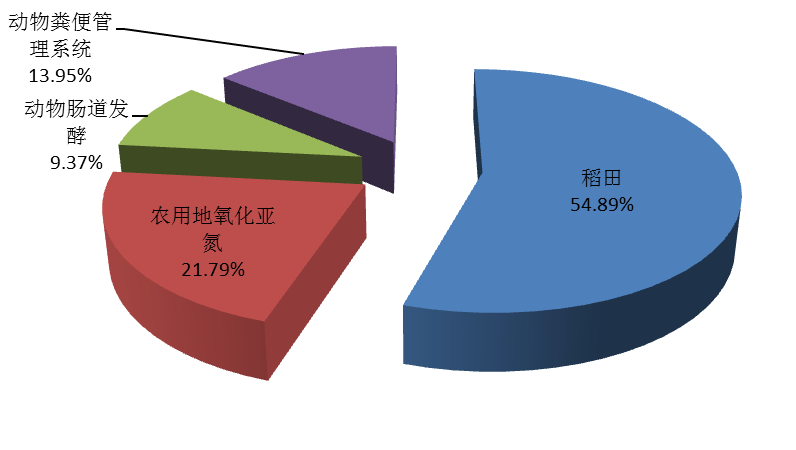 动物粪便管
理系统
13.95%
动物肠道发
酵
9.37%
农用地氧化亚
氮
21.79%
稻田
54.89%